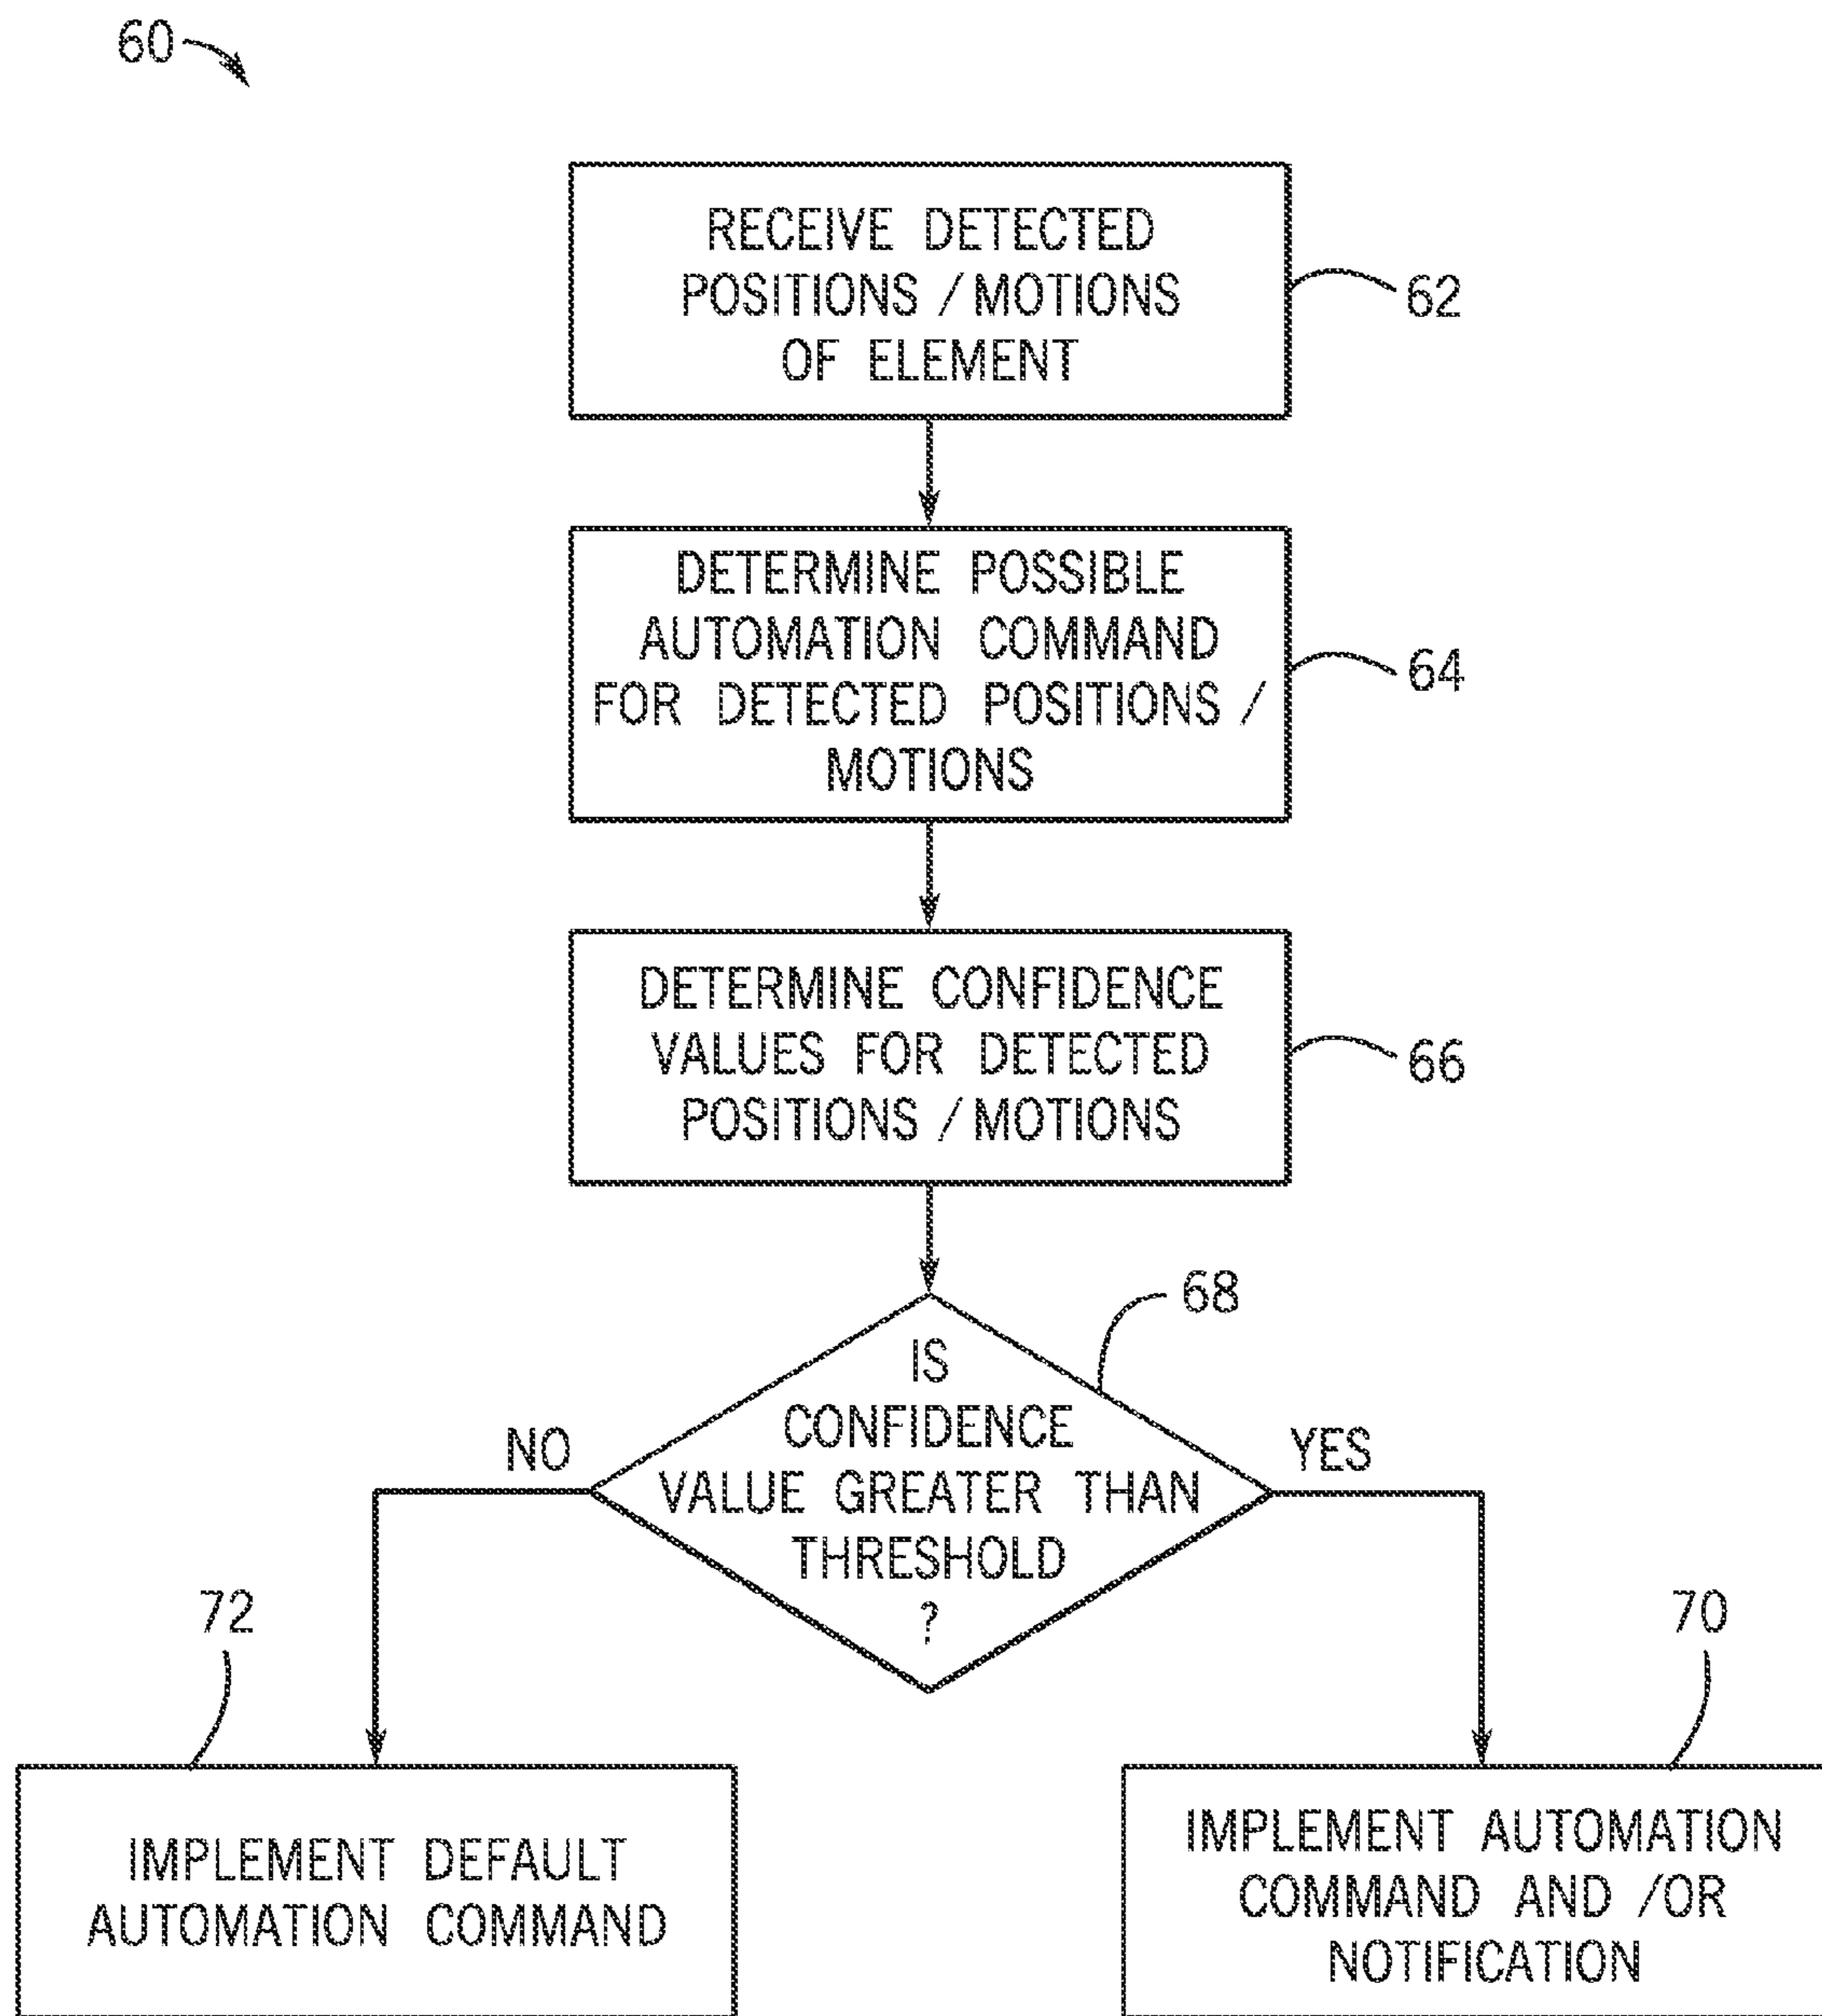 60
RECEIVE DETECTED
POSITIONS / MOTIONS
OF ELEMENT
62
DETERMINE POSSIBLE
AUTOMATION COMMAND
FOR DETECTED POSITIONS /
MOTIONS
64
DETERMINE CONFIDENCE
VALUES FOR DETECTED
POSITIONS / MOTIONS
66
68
IS
CONFIDENCE
VALUE GREATER THAN
THRESHOLD
?
NO
YES
72
70
IMPLEMENT DEFAULT
AUTOMATION COMMAND
IMPLEMENT AUTOMATION
COMMAND AND /OR
NOTIFICATION